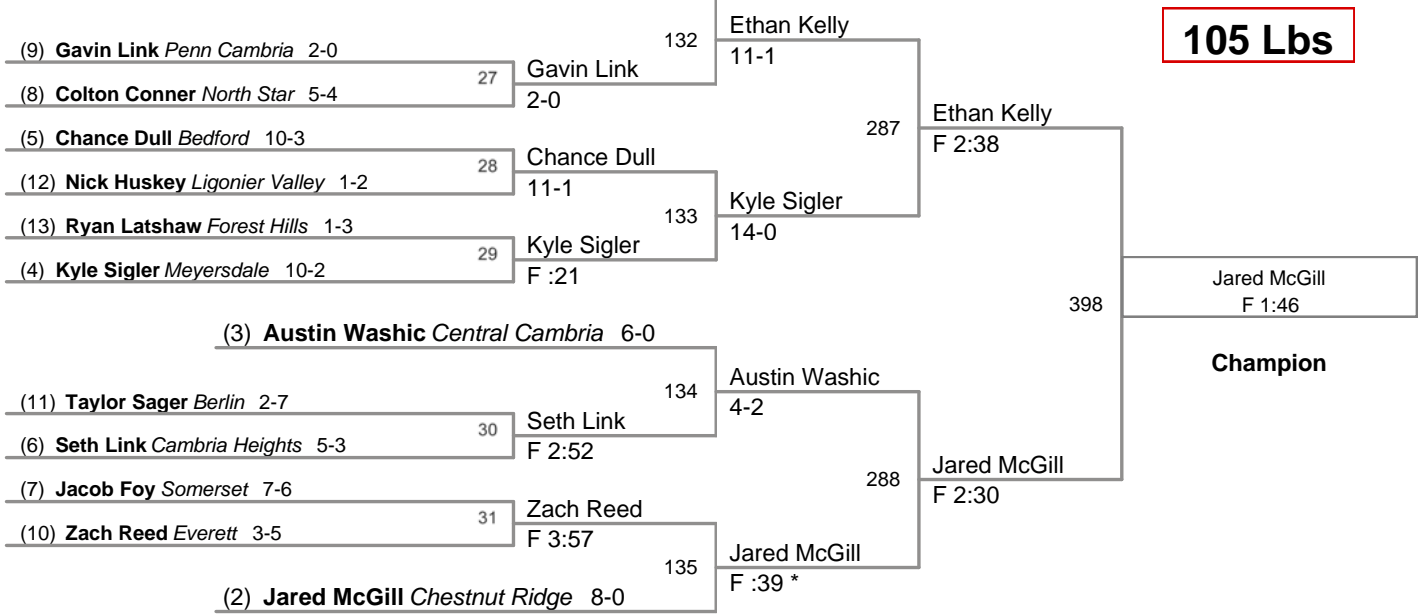 105 Lbs
(9) Gavin Link Penn Cambria 2-0
27
(8) Colton Conner North Star 5-4
Gavin Link
2-0
132
Ethan Kelly
11-1
(5) Chance Dull Bedford 10-3
28
(12) Nick Huskey Ligonier Valley 1-2
Chance Dull
11-1
(13) Ryan Latshaw Forest Hills 1-3
29
(4) Kyle Sigler Meyersdale 10-2
Kyle Sigler
F :21
133
Kyle Sigler
14-0
287
Ethan Kelly
F 2:38
(3) Austin Washic Central Cambria 6-0
(11) Taylor Sager Berlin 2-7
30
(6) Seth Link Cambria Heights 5-3
Seth Link
F 2:52
134
Austin Washic
4-2
(7) Jacob Foy Somerset 7-6
31
(10) Zach Reed Everett 3-5
Zach Reed
F 3:57
(2) Jared McGill Chestnut Ridge 8-0
135
Jared McGill
F :39 *
288
Jared McGill
F 2:30
398
Jared McGill
F 1:46
Champion